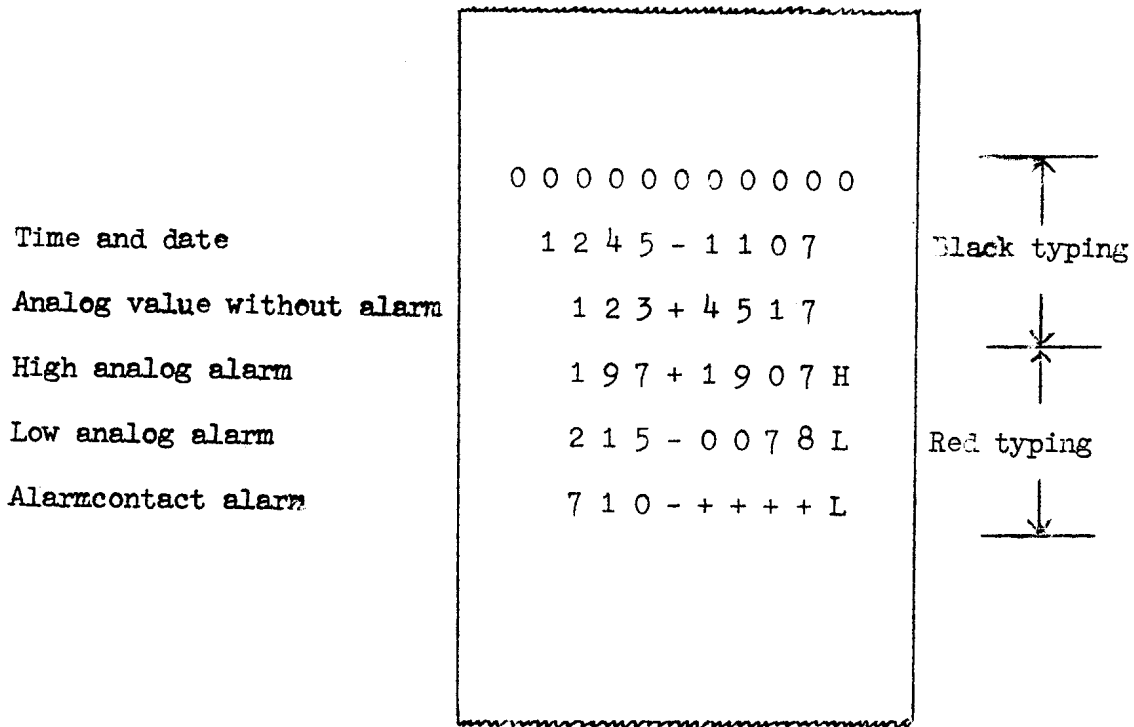 0 0 0 0 0 0 0 0 0 0 0
Time and date 1 2 4 5 - 1 1 0 7 Black typing
Analog value without alarm 1 2 3 + 4 5 1 7
High analog alarm 1 9 7 + 1 9 0 7 H
Low analog alarm 2 1 5 - 0 0 7 8 L Red typing
Alarmcontact alarm 7 1 0 - + + + + L